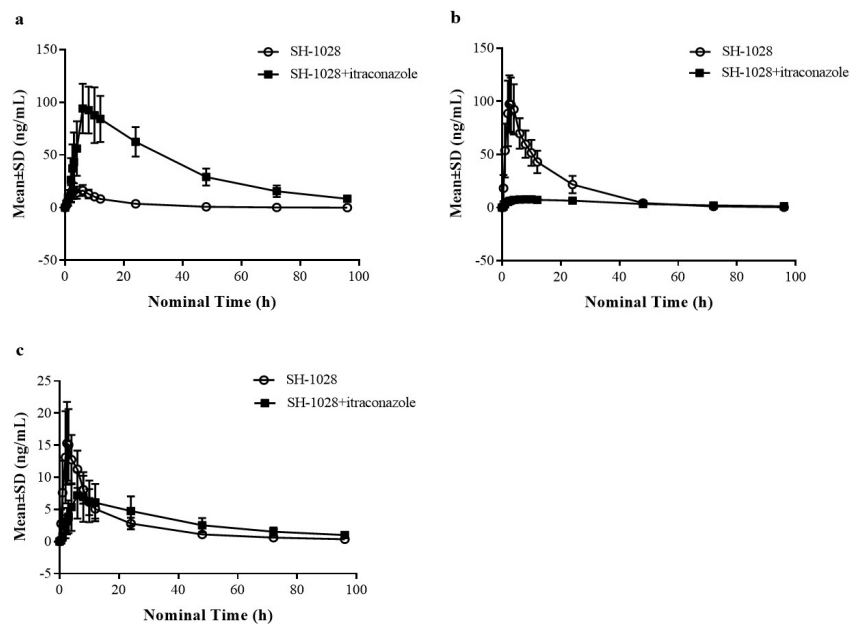 a
SH-1028
SH-1028+itraconazole
Mean±SD (ng/mL)
150
100
50
0
-50
0
20
40
60
80
100
Nominal Time (h)
b
SH-1028
SH-1028+itraconazole
Mean±SD (ng/mL)
150
100
50
0
-50
0
20
40
60
80
100
Nominal Time (h)
c
SH-1028
SH-1028+itraconazole
Mean±SD (ng/mL)
25
20
15
10
5
0
-5
0
20
40
60
80
100
Nominal Time (h)